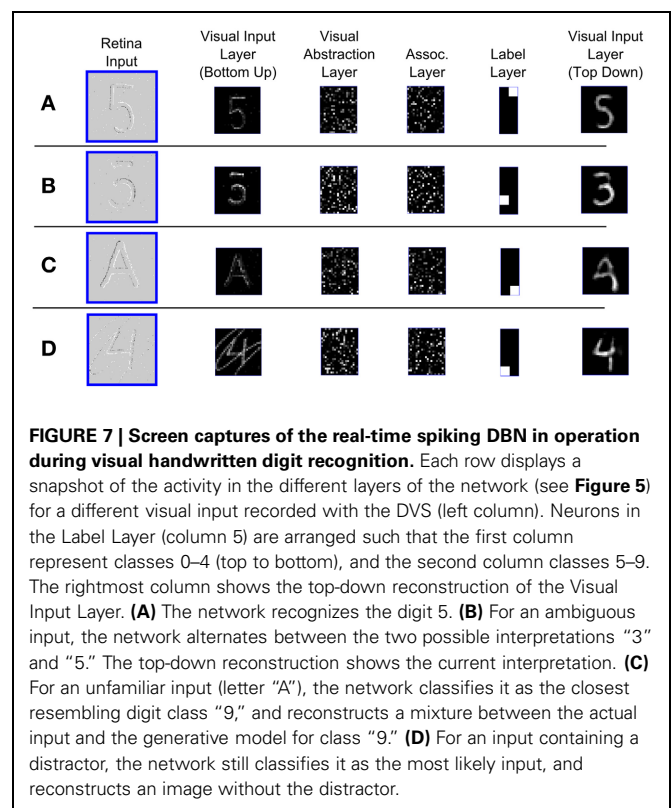 Retina Input
Visual Input Layer (Bottom Up)
Visual Abstraction Layer
Assoc. Layer
Label Layer
Visual Input Layer (Top Down)
A
5
5
5
B
3
C
A
A
9
D
4
4
4
FIGURE 7 | Screen captures of the real-time spiking DBN in operation
during visual handwritten digit recognition. Each row displays a
snapshot of the activity in the different layers of the network (see Figure 5)
for a different visual input recorded with the DVS (left column). Neurons in
the Label Layer (column 5) are arranged such that the first column
represent classes 0–4 (top to bottom), and the second column classes 5–9.
The rightmost column shows the top-down reconstruction of the Visual
Input Layer. (A) The network recognizes the digit 5. (B) For an ambiguous
input, the network alternates between the two possible interpretations “3”
and “5.” The top-down reconstruction shows the current interpretation. (C)
For an unfamiliar input (letter “A”), the network classifies it as the closest
resembling digit class “9,” and reconstructs a mixture between the actual
input and the generative model for class “9.” (D) For an input containing a
distractor, the network still classifies it as the most likely input, and
reconstructs an image without the distractor.